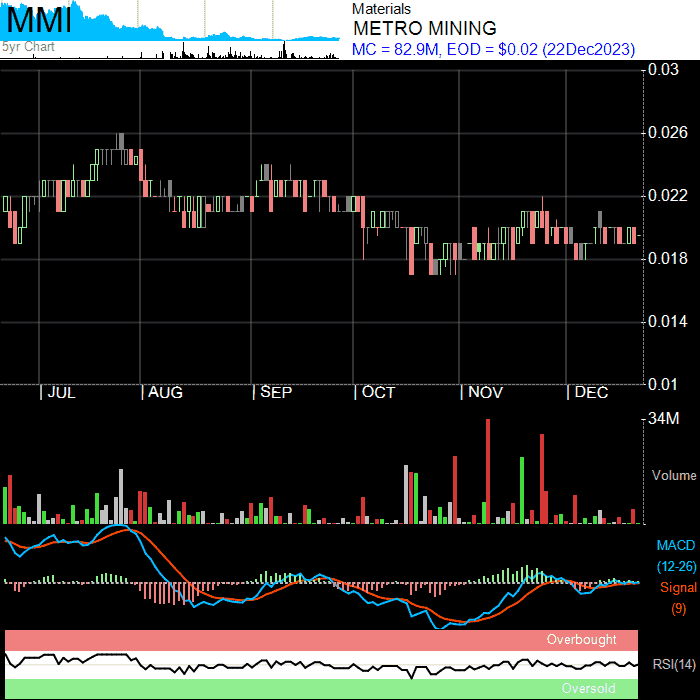 MMI
5yr Chart
Materials
METRO MINING
MC = 82.9M, EOD = $0.02 (22Dec2023)
0.03
0.026
0.022
0.018
0.014
0.01
JUL AUG SEP OCT NOV DEC
34M
Volume
MACD
(12-26)
Signal
(9)
Overbought
RSI(14)
Oversold